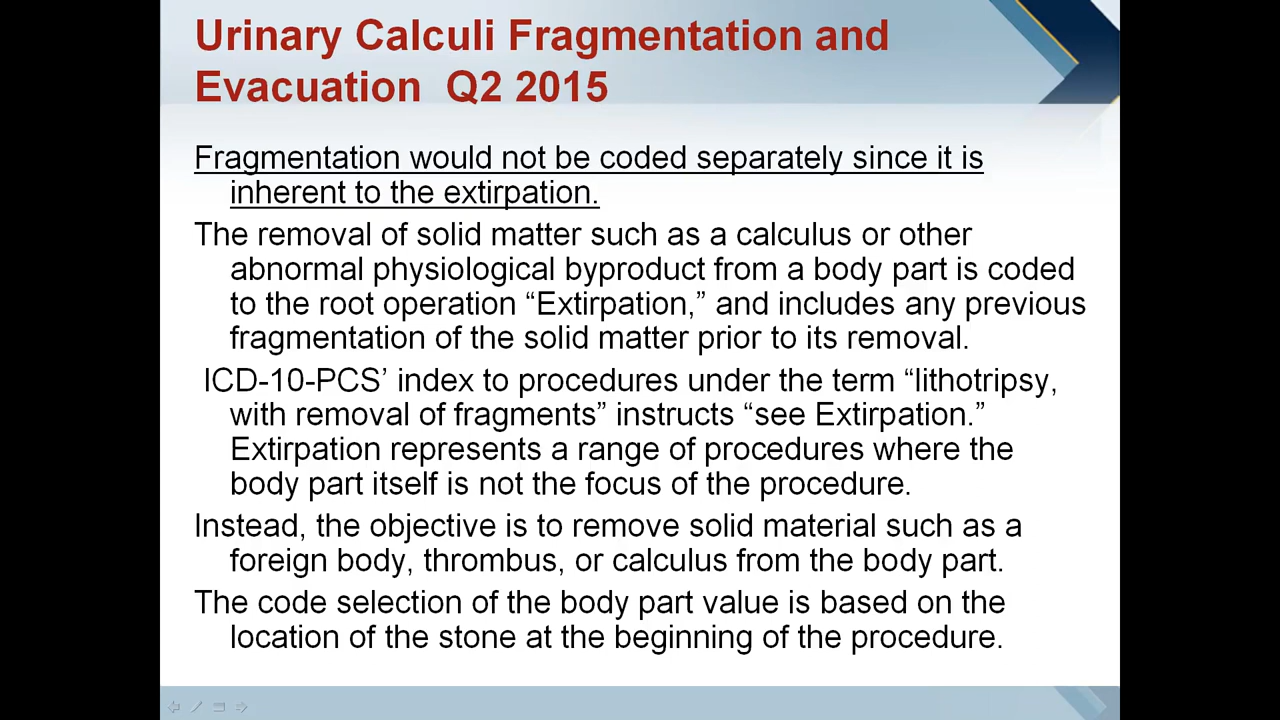 Urinary Calculi Fragmentation and
Evacuation Q2 2015
Fragmentation would not be coded separately since it is
inherent to the extirpation.
The removal of solid matter such as a calculus or other
abnormal physiological byproduct from a body part is coded
to the root operation “Extirpation,” and includes any previous
fragmentation of the solid matter prior to its removal.
ICD-10-PCS’ index to procedures under the term “lithotripsy,
with removal of fragments” instructs “see Extirpation.”
Extirpation represents a range of procedures where the
body part itself is not the focus of the procedure.
Instead, the objective is to remove solid material such as a
foreign body, thrombus, or calculus from the body part.
The code selection of the body part value is based on the
location of the stone at the beginning of the procedure.